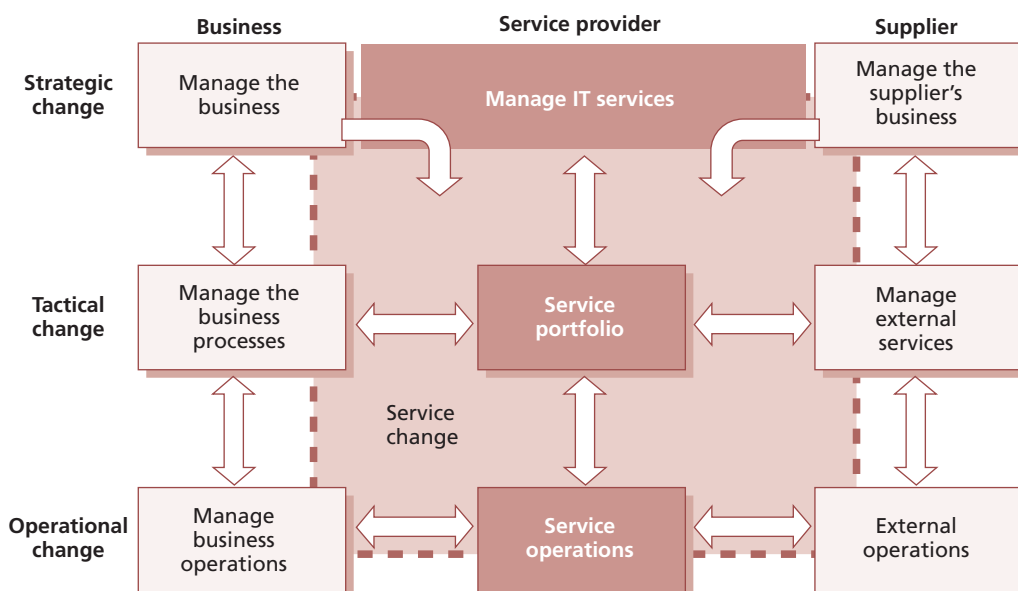 Business
Service provider
Supplier
Strategic
change
Manage the
business
Manage IT services
Manage the
supplier’s
business
Tactical
change
Manage the
business
processes
Service
portfolio
Manage
external
services
Service
change
Operational
change
Manage
business
operations
Service
operations
External
operations